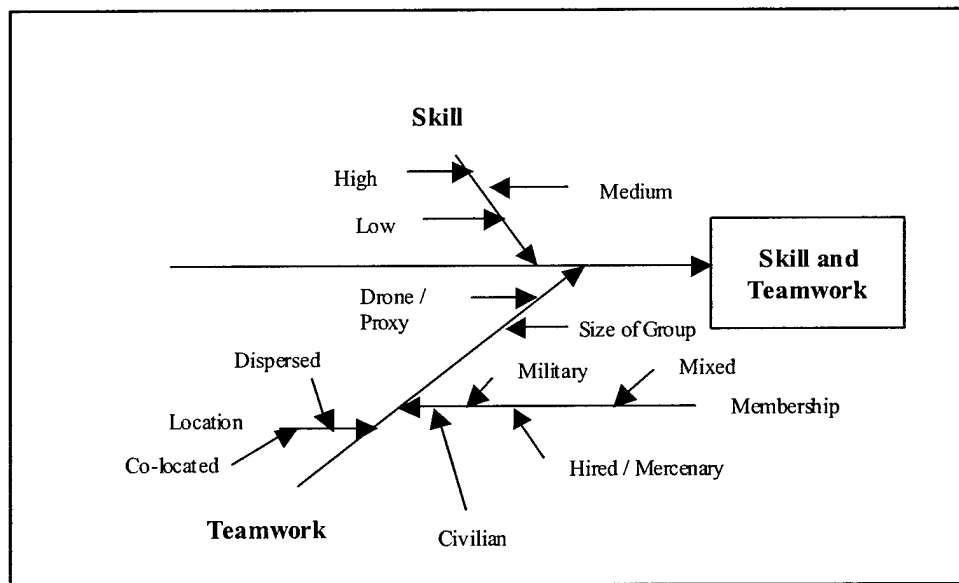 Skill
High
Medium
Low
Skill and
Teamwork
Drone /
Proxy
Size of Group
Dispersed
Military
Mixed
Location
Membership
Co-located
Hired / Mercenary
Teamwork
Civilian